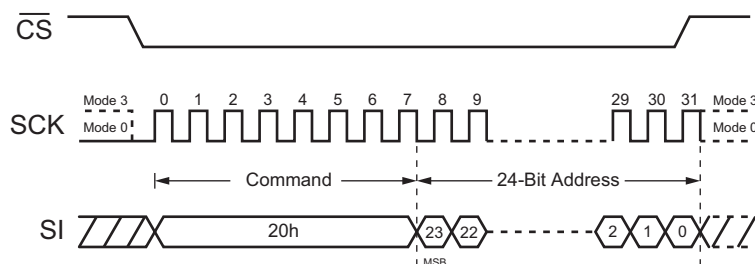 CS
0 1 2 3 4 5 6 7 8 9 29 30 31
Mode 3 Mode 3
SCK
Mode 0 Mode 0
Command 24-Bit Address
SI 20h 23 22 2 1 0
MSB